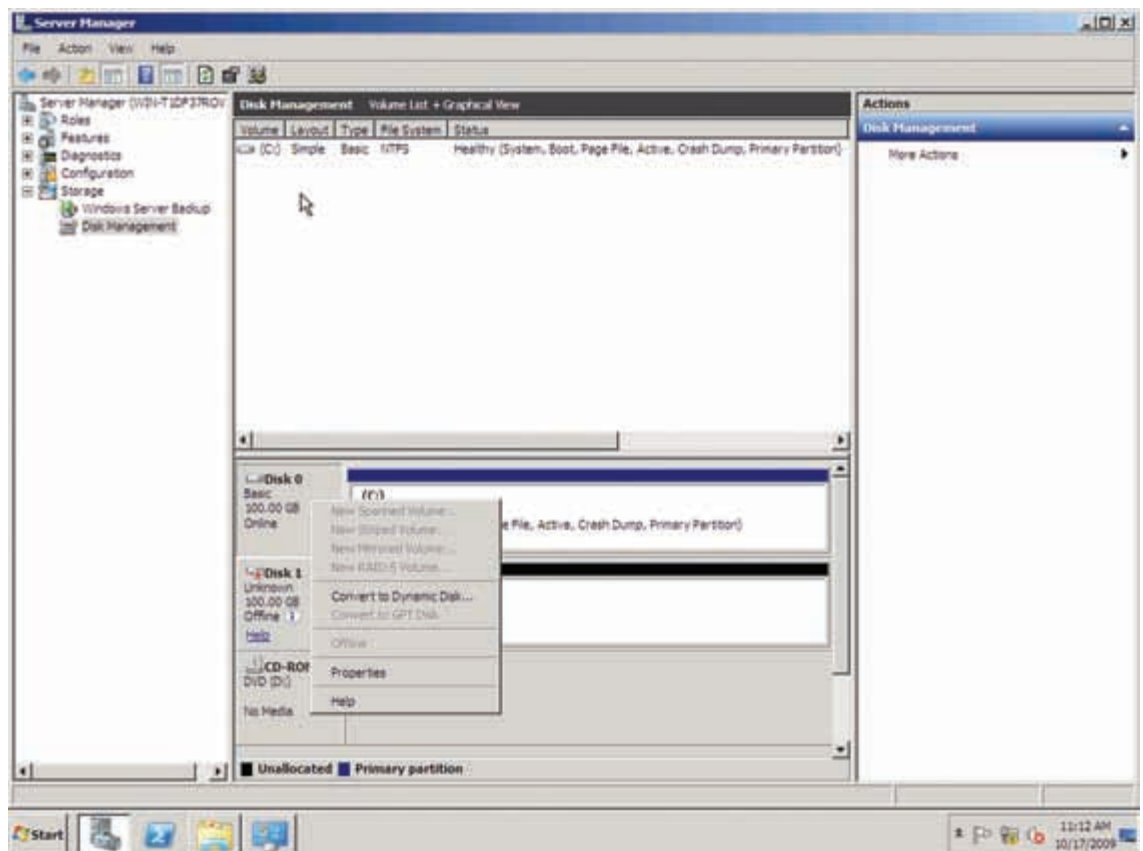 Server Manager
File Action View Help
Server Manager (WIN-T1DP37ROV
Roles
Features
Diagnostics
Configuration
Storage
Windows Server Backup
Disk Management
Disk Management Volume List + Graphical View
Volume Layout Type File System Status
(C:) Simple Basic NTFS Healthy (System, Boot, Page File, Active, Crash Dump, Primary Partition)
Actions
Disk Management
More Actions
Disk 0
Basic
100.00 GB
Online
(C:)
e File, Active, Crash Dump, Primary Partition)
New Spanned Volume...
New Striped Volume...
New Mirrored Volume...
New RAID-5 Volume...
Convert to Dynamic Disk...
Convert to GPT Disk
Offline
Properties
Help
Disk 1
Unknown
100.00 GB
Offline
Help
CD-ROM
DVD (D:)
No Media
Unallocated Primary partition
Start
11:12 AM
10/17/2009